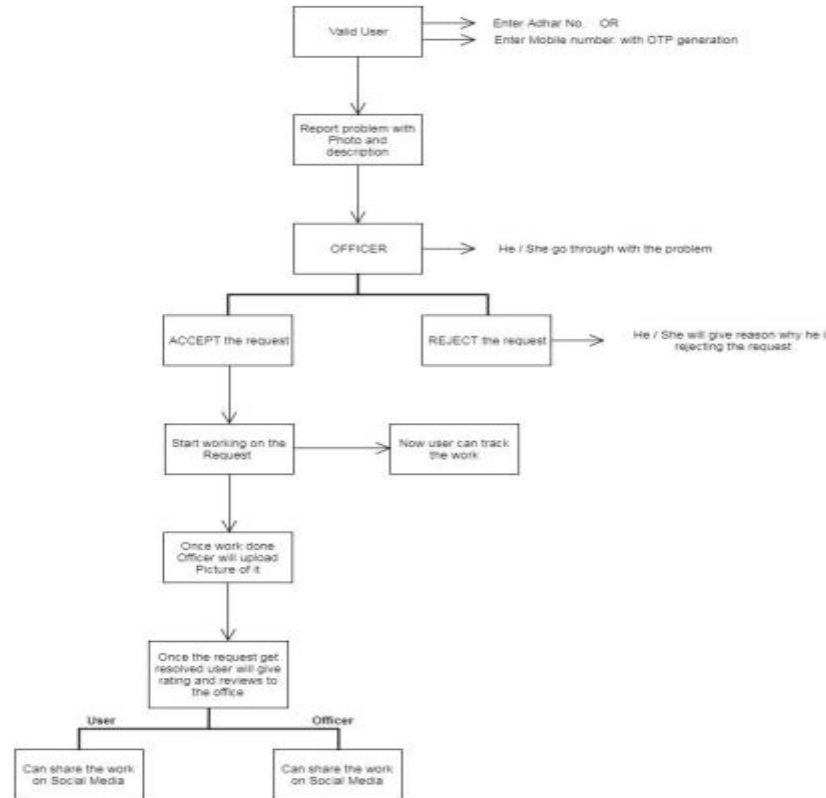 Valid User
Enter Adhar No. OR
Enter Mobile number. with OTP generation
Report problem with
Photo and
description
OFFICER
He / She go through with the problem
ACCEPT the request
REJECT the request
He / She will give reason why he i
rejecting the request
Start working on the
Request
Now user can track
the work
Once work done
Officer will upload
Picture of it
Once the request get
resolved user will give
rating and reviews to
the office
User
Officer
Can share the work
on Social Media
Can share the work
on Social Media